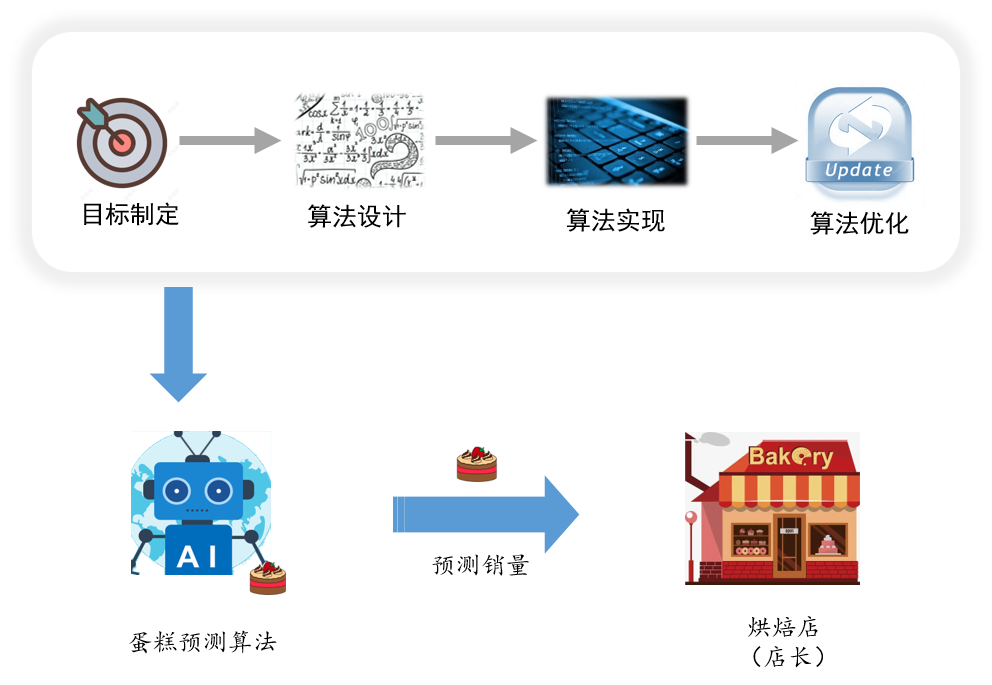 目标制定
算法设计
算法实现
Update
算法优化
Bakery
AI
预测销量
蛋糕预测算法
烘焙店
（店长）